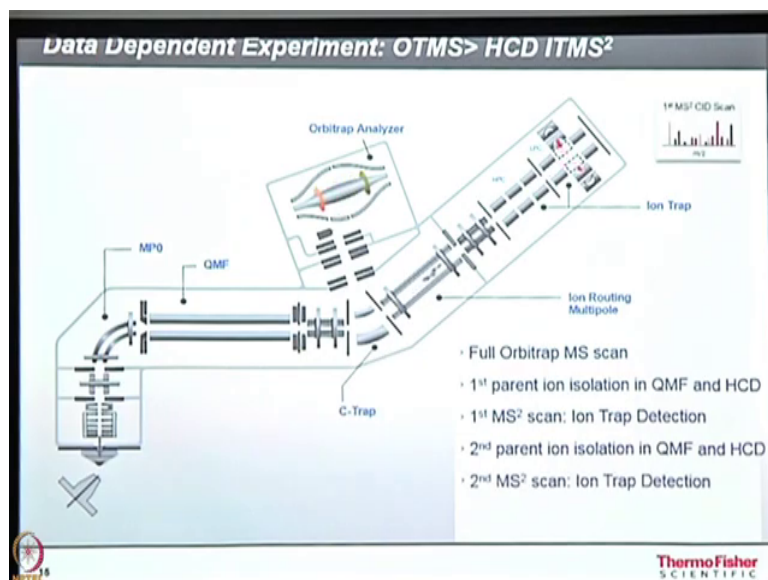 Data Dependent Experiment: OTMS> HCD ITMS²
1st MS² CID Scan
Orbitrap Analyzer
Ion Trap
MP0
QMF
Ion Routing
Multipole
C-Trap
· Full Orbitrap MS scan
· 1st parent ion isolation in QMF and HCD
· 1st MS² scan: Ion Trap Detection
· 2nd parent ion isolation in QMF and HCD
· 2nd MS² scan: Ion Trap Detection
16
ThermoFisher
SCIENTIFIC